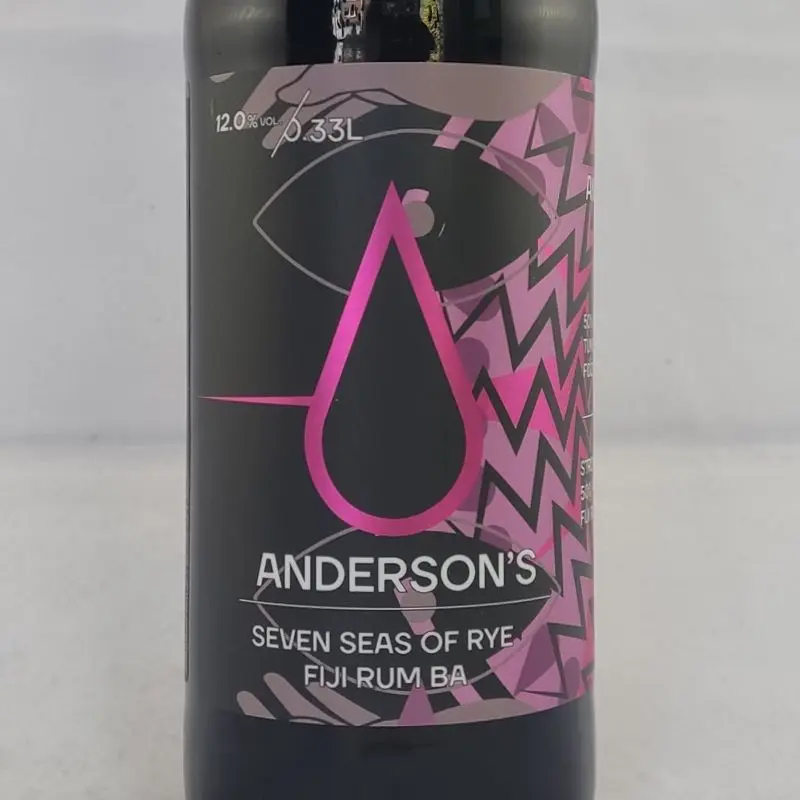 12.0% VOL. 0.33L
ANDERSON'S
SEVEN SEAS OF RYE
FIJI RUM BA